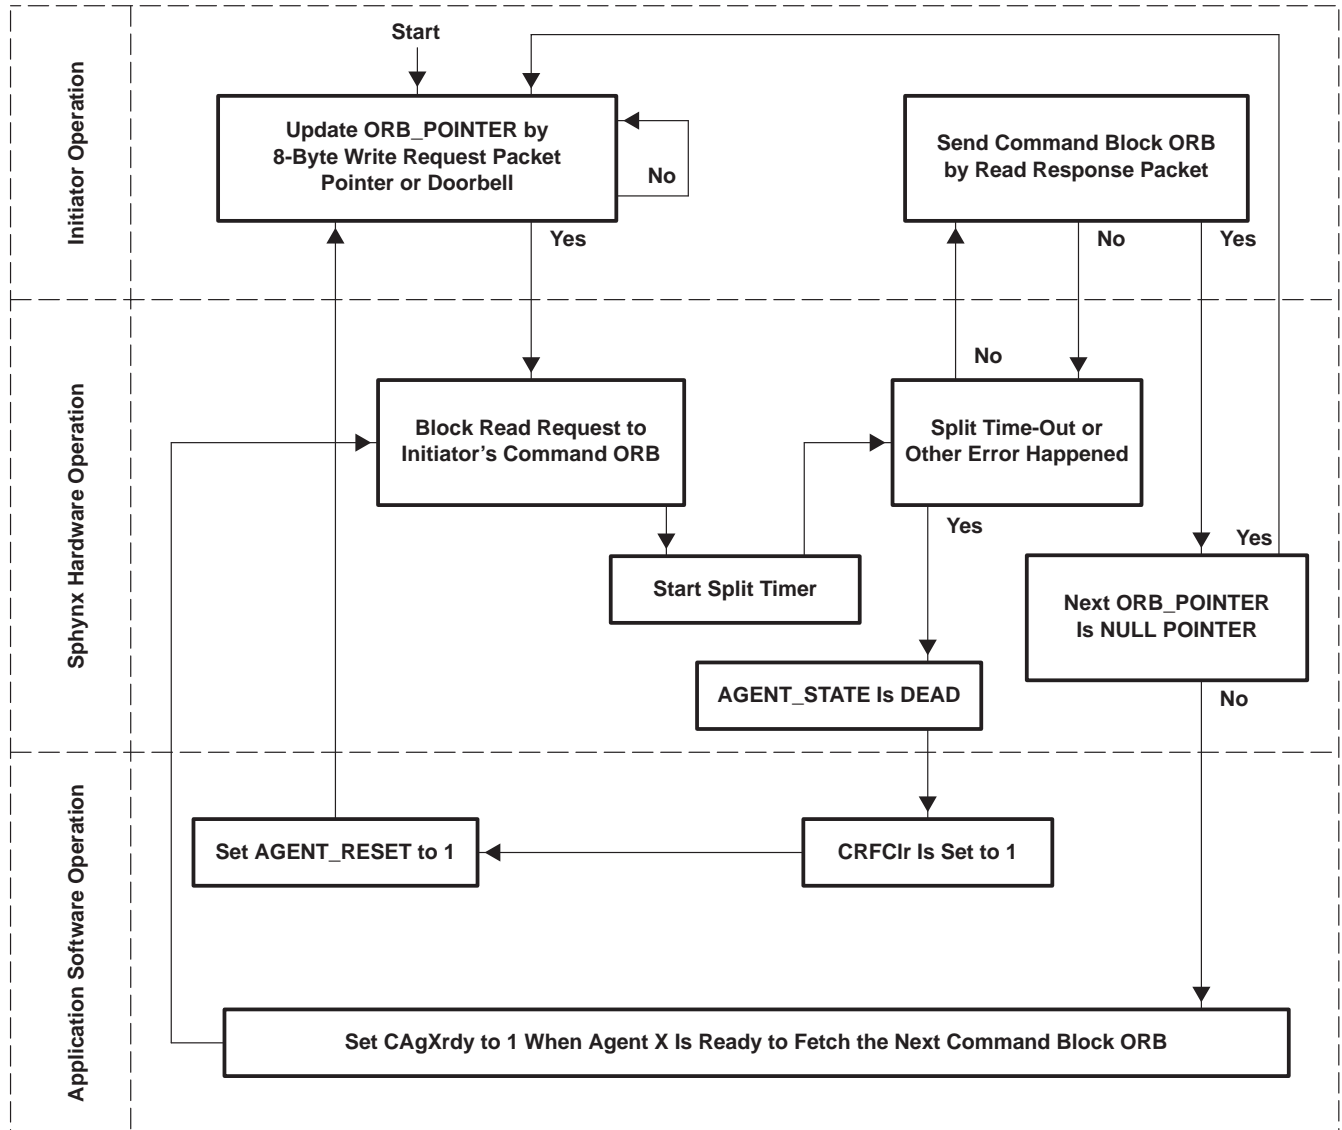 Initiator Operation
Start
Update ORB_POINTER by
8-Byte Write Request Packet
Pointer or Doorbell
No
Yes
Send Command Block ORB
by Read Response Packet
No
Yes
Sphynx Hardware Operation
Block Read Request to
Initiator's Command ORB
No
Split Time-Out or
Other Error Happened
Yes
Start Split Timer
Yes
Next ORB_POINTER
Is NULL POINTER
No
AGENT_STATE Is DEAD
Application Software Operation
Set AGENT_RESET to 1
CRFClr Is Set to 1
Set CAgXrdy to 1 When Agent X Is Ready to Fetch the Next Command Block ORB